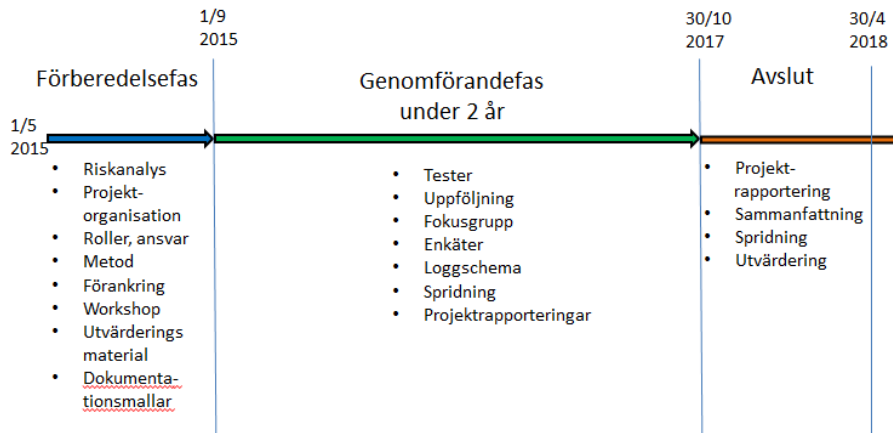 1/9
2015
30/10
2017
30/4
2018
Förberedelsefas
Genomförandefas
under 2 år
Avslut
1/5
2015
• Riskanalys
• Projekt-
organisation
• Roller, ansvar
• Metod
• Förankring
• Workshop
• Utvärderings
material
• Dokumenta-
tionsmallar
• Tester
• Uppföljning
• Fokusgrupp
• Enkäter
• Loggschema
• Spridning
• Projektrapporteringar
• Projekt-
rapportering
• Sammanfattning
• Spridning
• Utvärdering